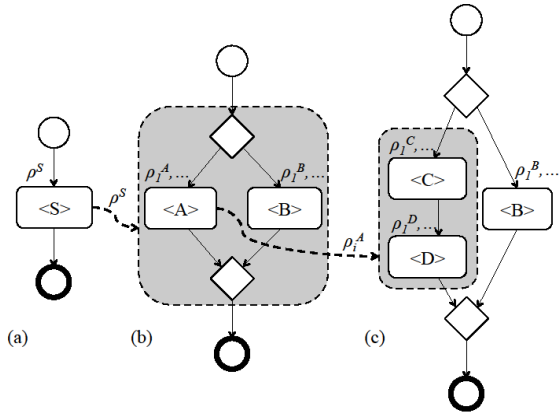 ρ^S
<S>
(a)
ρ^S
ρ_1^A, ...
ρ_1^B, ...
<A>
<B>
(b)
ρ_i^A
ρ_1^C, ...
<C>
ρ_1^D, ...
<D>
ρ_1^B, ...
<B>
(c)